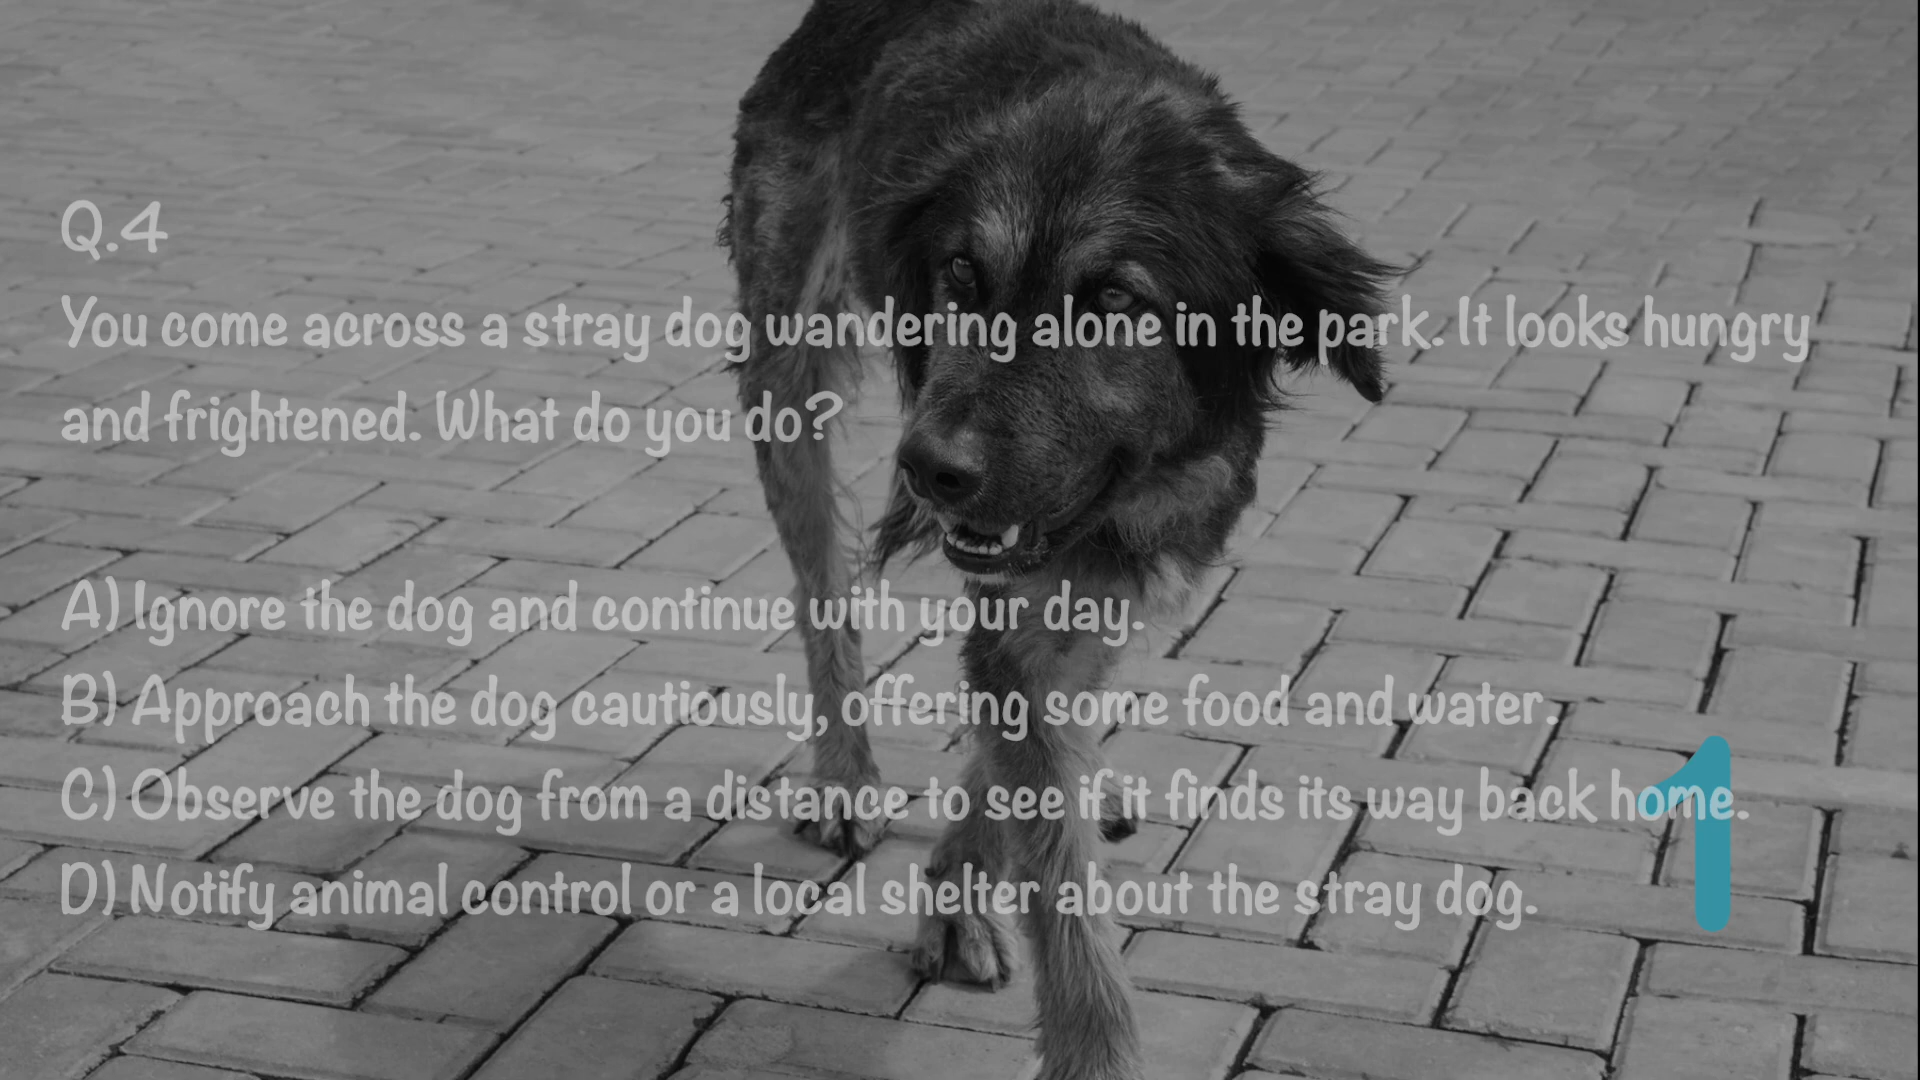 Q.4
You come across a stray dog wandering alone in the park. It looks hungry
and frightened. What do you do?
A) Ignore the dog and continue with your day.
B) Approach the dog cautiously, offering some food and water.
C) Observe the dog from a distance to see if it finds its way back home.
D) Notify animal control or a local shelter about the stray dog.
1